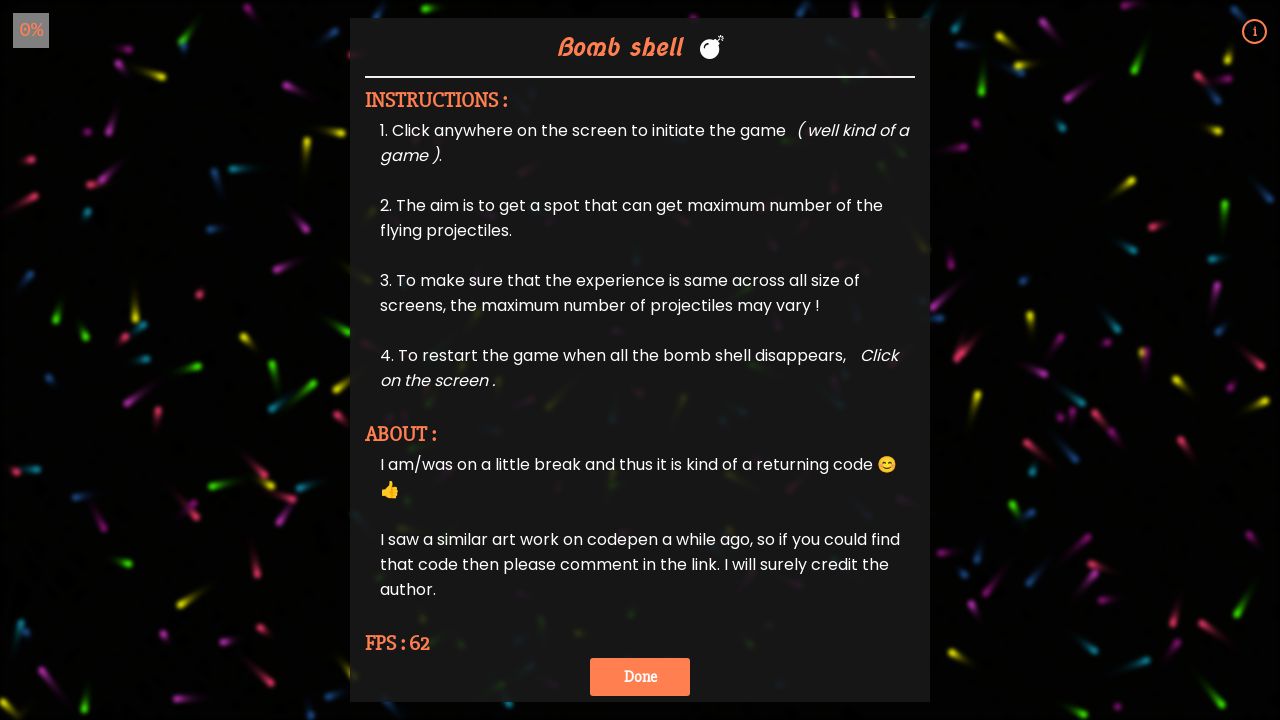 0%
i
Bomb shell 💣
INSTRUCTIONS :
1. Click anywhere on the screen to initiate the game ( well kind of a
game ).
2. The aim is to get a spot that can get maximum number of the
flying projectiles.
3. To make sure that the experience is same across all size of
screens, the maximum number of projectiles may vary !
4. To restart the game when all the bomb shell disappears, Click
on the screen .
ABOUT :
I am/was on a little break and thus it is kind of a returning code 😊
👍
I saw a similar art work on codepen a while ago, so if you could find
that code then please comment in the link. I will surely credit the
author.
FPS : 62
Done